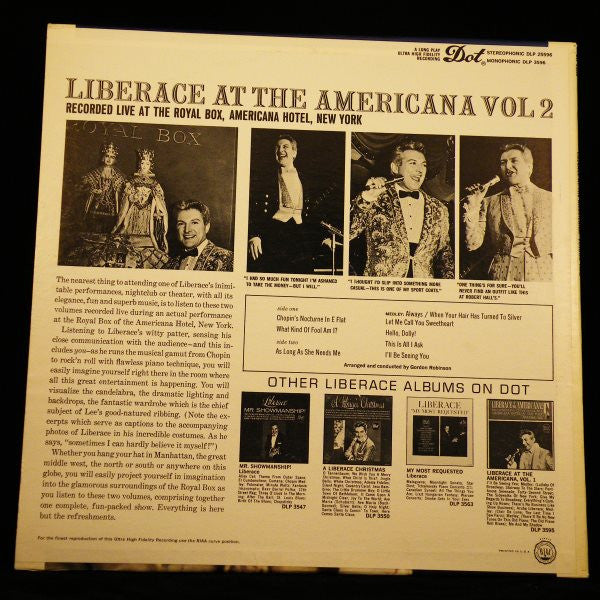 A LONG PLAY
ULTRA HIGH FIDELITY
RECORDING
Dot
STEREOPHONIC DLP 25596
MONOPHONIC DLP 3596
LIBERACE AT THE AMERICANA VOL 2
RECORDED LIVE AT THE ROYAL BOX, AMERICANA HOTEL, NEW YORK
ROYAL BOX
"I HAD SO MUCH FUN TONIGHT I'M ASHAMED
TO TAKE THE MONEY—BUT I WILL."
"I THOUGHT I'D SLIP INTO SOMETHING MORE
CASUAL—THIS IS ONE OF MY SPORT COATS."
"ONE THING'S FOR SURE—YOU'LL
NEVER FIND AN OUTFIT LIKE THIS
AT ROBERT HALL'S."
The nearest thing to attending one of Liberace's inimi-
table performances, nightclub or theater, with all its
elegance, fun and superb music, is to listen to these two
volumes recorded live during an actual performance
at the Royal Box of the Americana Hotel, New York.
Listening to Liberace's witty patter, sensing his
close communication with the audience—and this in-
cludes you—as he runs the musical gamut from Chopin
to rock'n roll with flawless piano technique, you will
easily imagine yourself right there in the room where
all this great entertainment is happening. You will
visualize the candelabra, the dramatic lighting and
backdrops, the fantastic wardrobe which is the chief
subject of Lee's good-natured ribbing. (Note the ex-
cerpts which serve as captions to the accompanying
photos of Liberace in his incredible costumes. As he
says, "sometimes I can hardly believe it myself!")
Whether you hang your hat in Manhattan, the great
middle west, the north or south or anywhere on this
globe, you will easily project yourself in imagination
into the glamorous surroundings of the Royal Box as
you listen to these two volumes, comprising together
one complete, fun-packed show. Everything is here
but the refreshments.
side one
Chopin's Nocturne in E Flat
What Kind Of Fool Am I?
side two
As Long As She Needs Me
MEDLEY: Always / When Your Hair Has Turned To Silver
Let Me Call You Sweetheart
Hello, Dolly!
This Is All I Ask
I'll Be Seeing You
Arranged and conducted by Gordon Robinson
OTHER LIBERACE ALBUMS ON DOT
Liberace
MR. SHOWMANSHIP!
A Liberace Christmas
LIBERACE
"MY MOST REQUESTED"
MR. SHOWMANSHIP!
Liberace
DLP 3547
A LIBERACE CHRISTMAS
DLP 3550
MY MOST REQUESTED
Liberace
DLP 3563
LIBERACE AT
THE AMERICANA,
VOL. 1
DLP 3595
For the finest reproduction of this Ultra High Fidelity Recording use the RIAA curve position.
PRINTED IN U.S.A.
RIAA